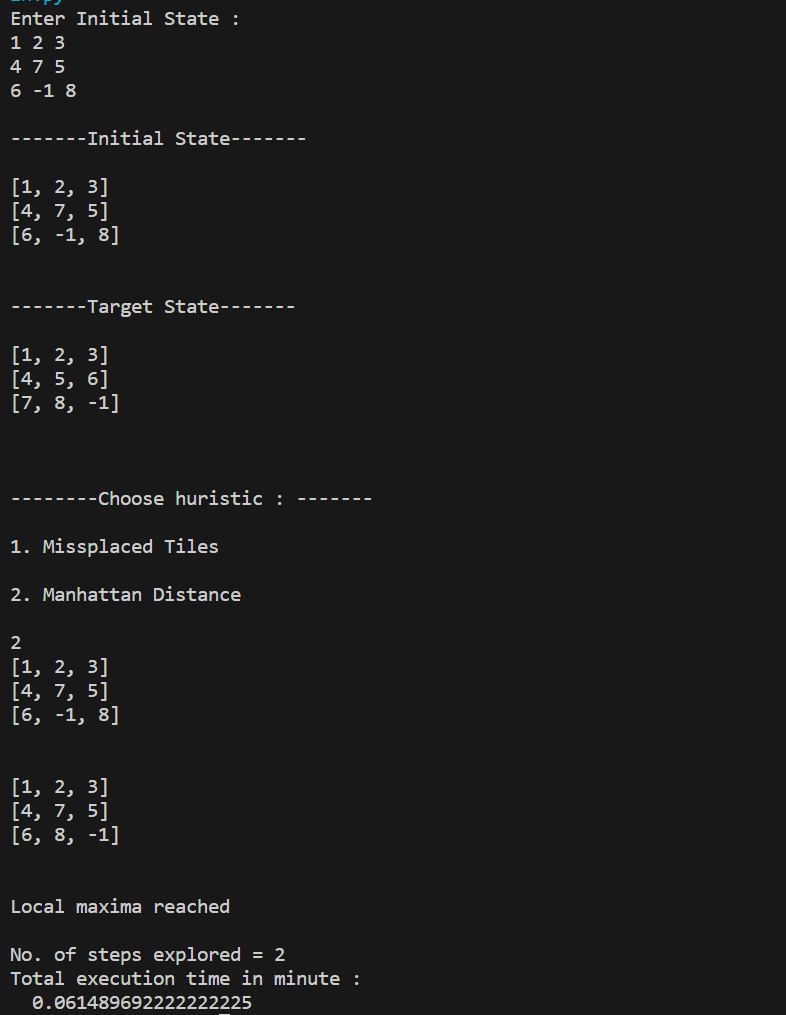 Enter Initial State :
1 2 3
4 7 5
6 -1 8
-------Initial State-------
[1, 2, 3]
[4, 7, 5]
[6, -1, 8]
-------Target State-------
[1, 2, 3]
[4, 5, 6]
[7, 8, -1]
--------Choose huristic : -------
1. Missplaced Tiles
2. Manhattan Distance
2
[1, 2, 3]
[4, 7, 5]
[6, -1, 8]
[1, 2, 3]
[4, 7, 5]
[6, 8, -1]
Local maxima reached
No. of steps explored = 2
Total execution time in minute :
0.061489692222222225